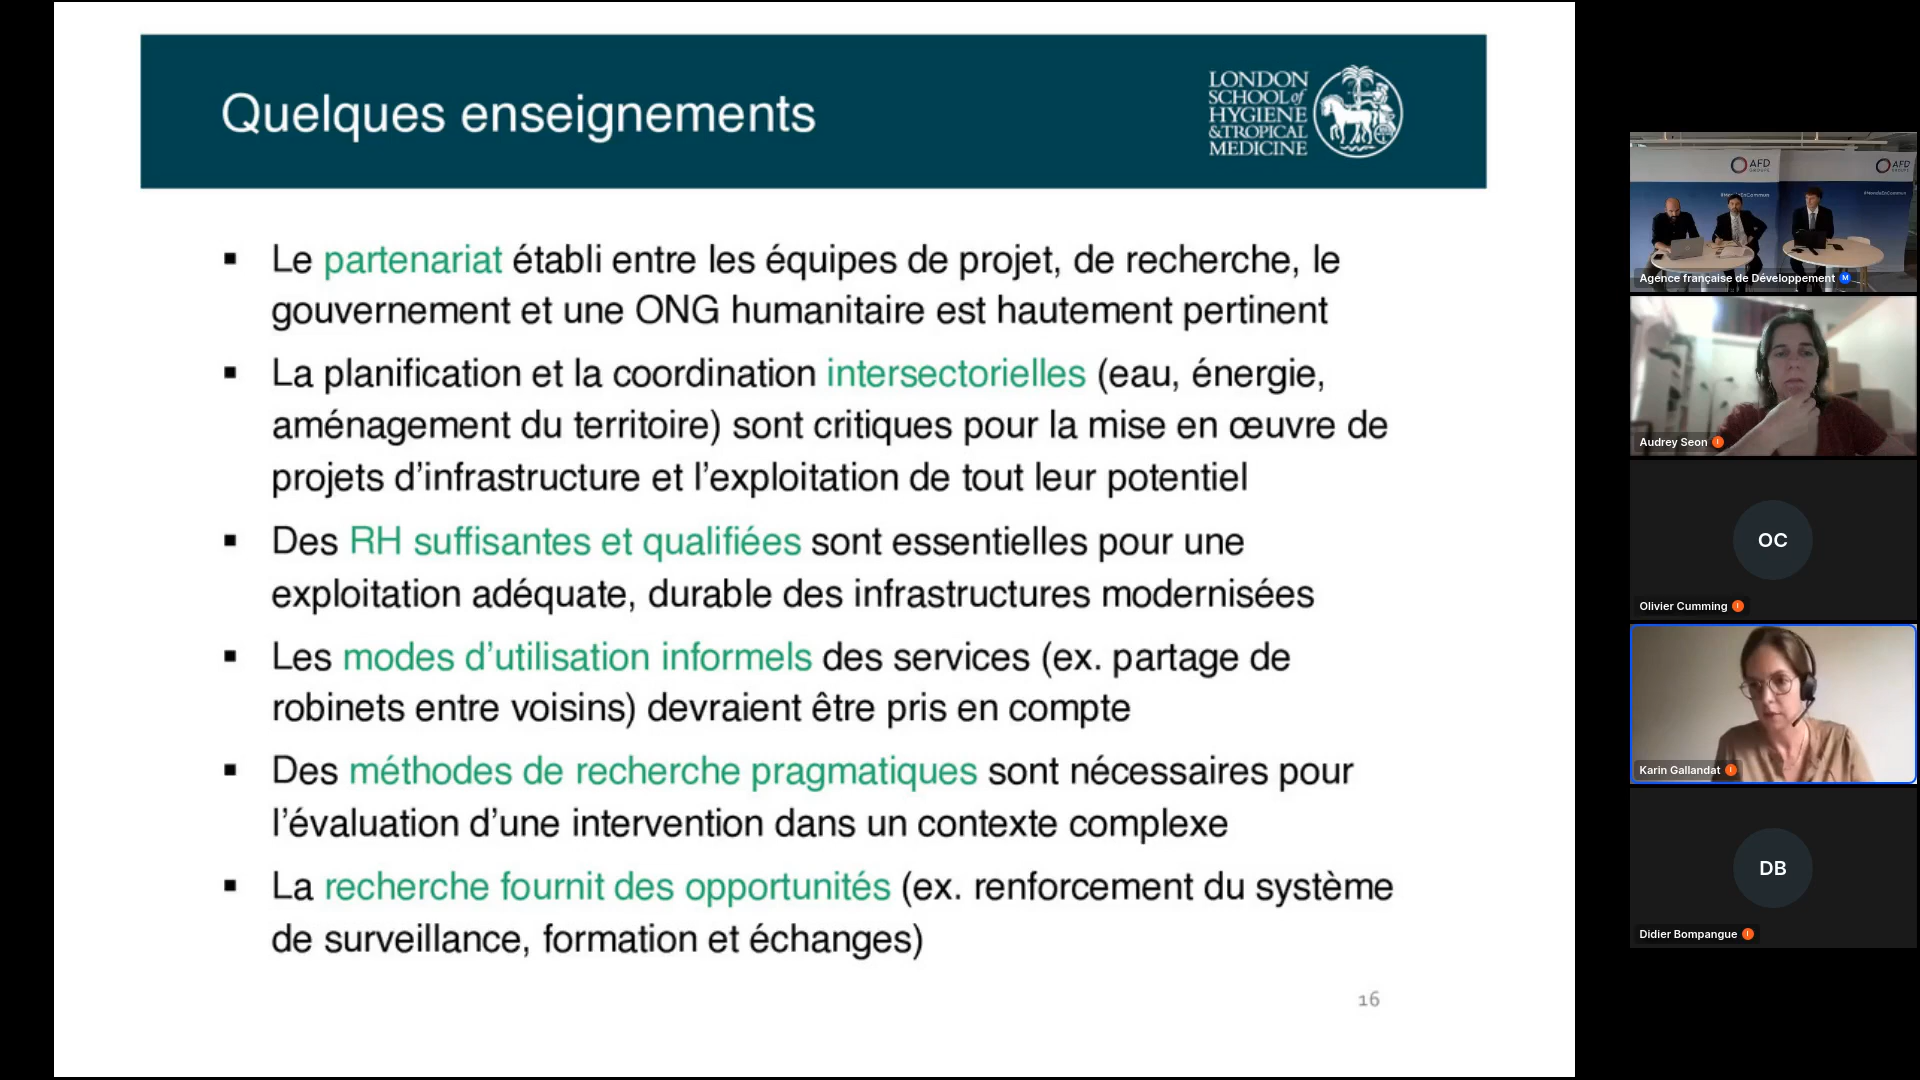 Quelques enseignements
LONDON
SCHOOL of
HYGIENE
& TROPICAL
MEDICINE
▪ Le partenariat établi entre les équipes de projet, de recherche, le
gouvernement et une ONG humanitaire est hautement pertinent
▪ La planification et la coordination intersectorielles (eau, énergie,
aménagement du territoire) sont critiques pour la mise en œuvre de
projets d’infrastructure et l’exploitation de tout leur potentiel
▪ Des RH suffisantes et qualifiées sont essentielles pour une
exploitation adéquate, durable des infrastructures modernisées
▪ Les modes d’utilisation informels des services (ex. partage de
robinets entre voisins) devraient être pris en compte
▪ Des méthodes de recherche pragmatiques sont nécessaires pour
l’évaluation d’une intervention dans un contexte complexe
▪ La recherche fournit des opportunités (ex. renforcement du système
de surveillance, formation et échanges)
16
AFD
GROUPE
AFD
#MondeEnCommun
#MondeEnCommun
Agence française de Développement M
Audrey Seon I
OC
Olivier Cumming I
Karin Gallandat I
DB
Didier Bompangue I